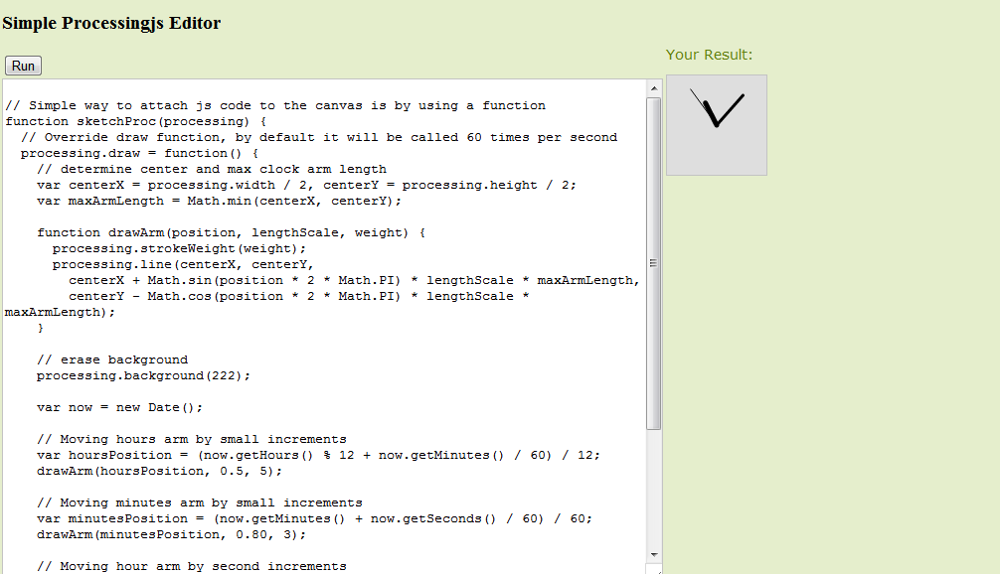 Simple Processingjs Editor
Your Result:
Run
// Simple way to attach js code to the canvas is by using a function
function sketchProc(processing) {
  // Override draw function, by default it will be called 60 times per second
  processing.draw = function() {
    // determine center and max clock arm length
    var centerX = processing.width / 2, centerY = processing.height / 2;
    var maxArmLength = Math.min(centerX, centerY);
    function drawArm(position, lengthScale, weight) {
      processing.strokeWeight(weight);
      processing.line(centerX, centerY,
        centerX + Math.sin(position * 2 * Math.PI) * lengthScale * maxArmLength,
        centerY - Math.cos(position * 2 * Math.PI) * lengthScale *
maxArmLength);
    }
    // erase background
    processing.background(222);
    var now = new Date();
    // Moving hours arm by small increments
    var hoursPosition = (now.getHours() % 12 + now.getMinutes() / 60) / 12;
    drawArm(hoursPosition, 0.5, 5);
    // Moving minutes arm by small increments
    var minutesPosition = (now.getMinutes() + now.getSeconds() / 60) / 60;
    drawArm(minutesPosition, 0.80, 3);
    // Moving hour arm by second increments